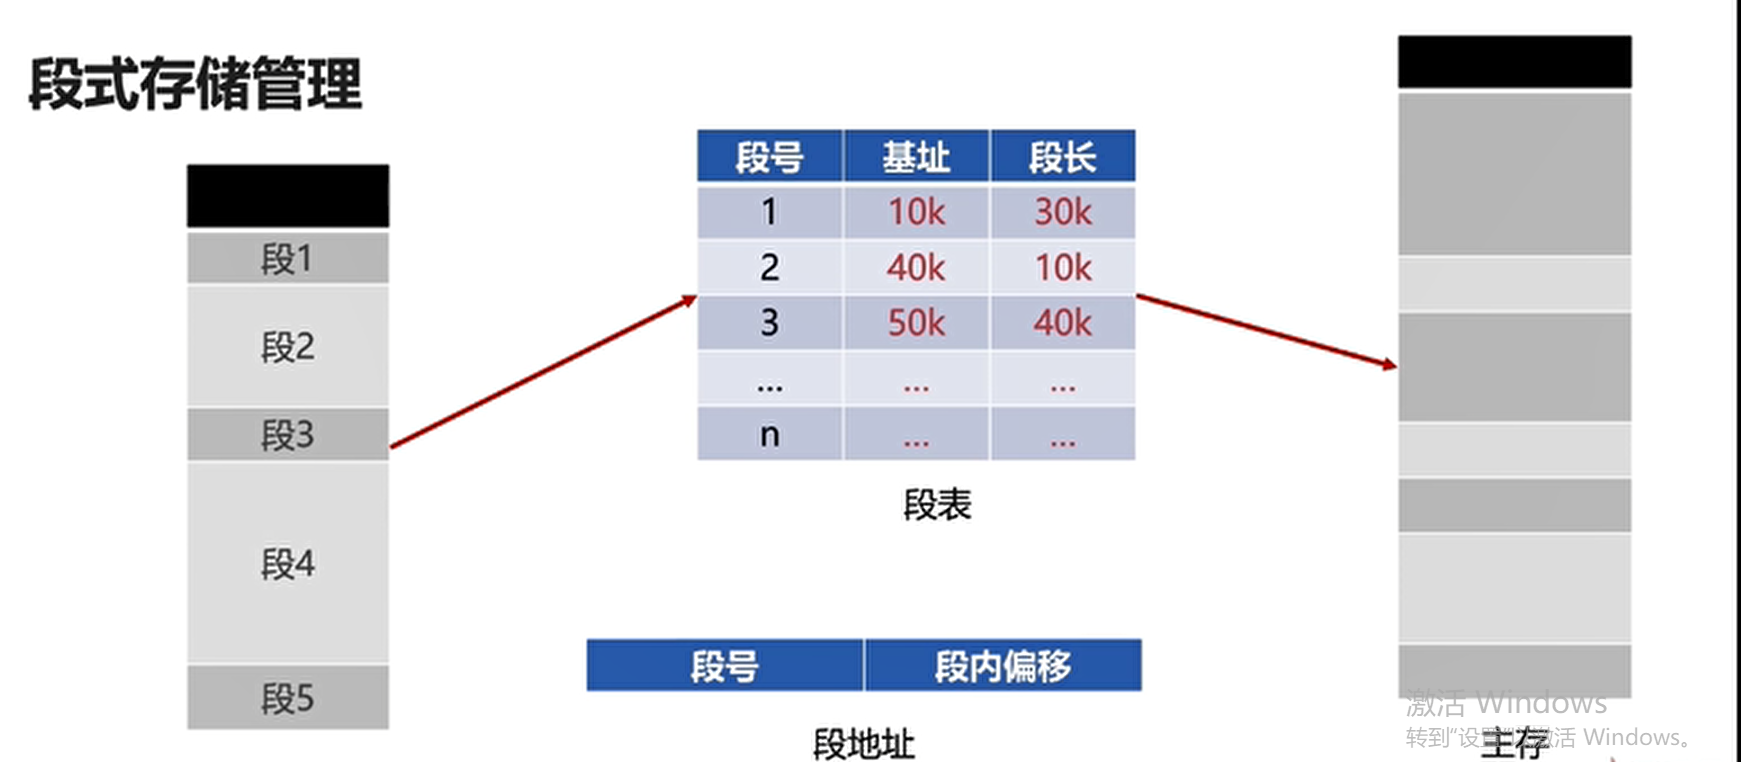 段式存储管理
段1
段2
段3
段4
段5
段号 基址 段长
1 10k 30k
2 40k 10k
3 50k 40k
... ... ...
n ... ...
段表
段号 段内偏移
段地址
主存
激活 Windows
转到“设置”以激活 Windows。